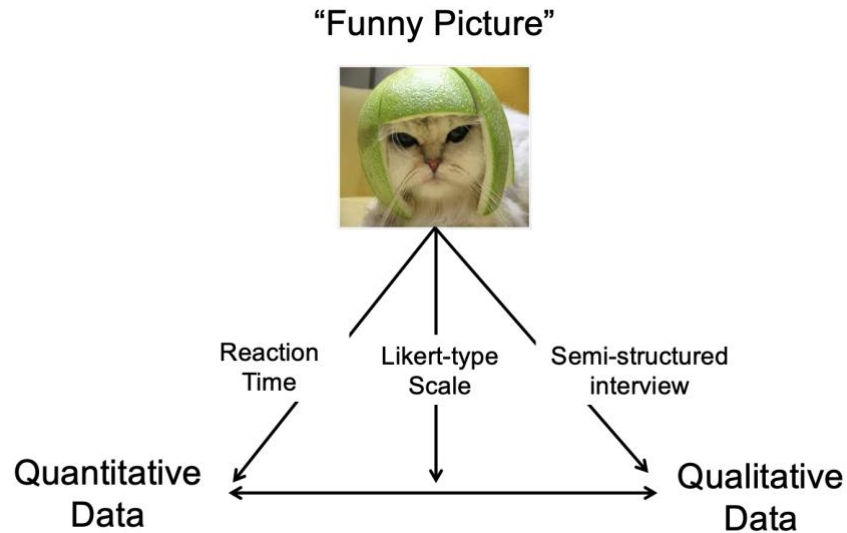 “Funny Picture”
Reaction
Time
Likert-type
Scale
Semi-structured
interview
Quantitative
Data
Qualitative
Data